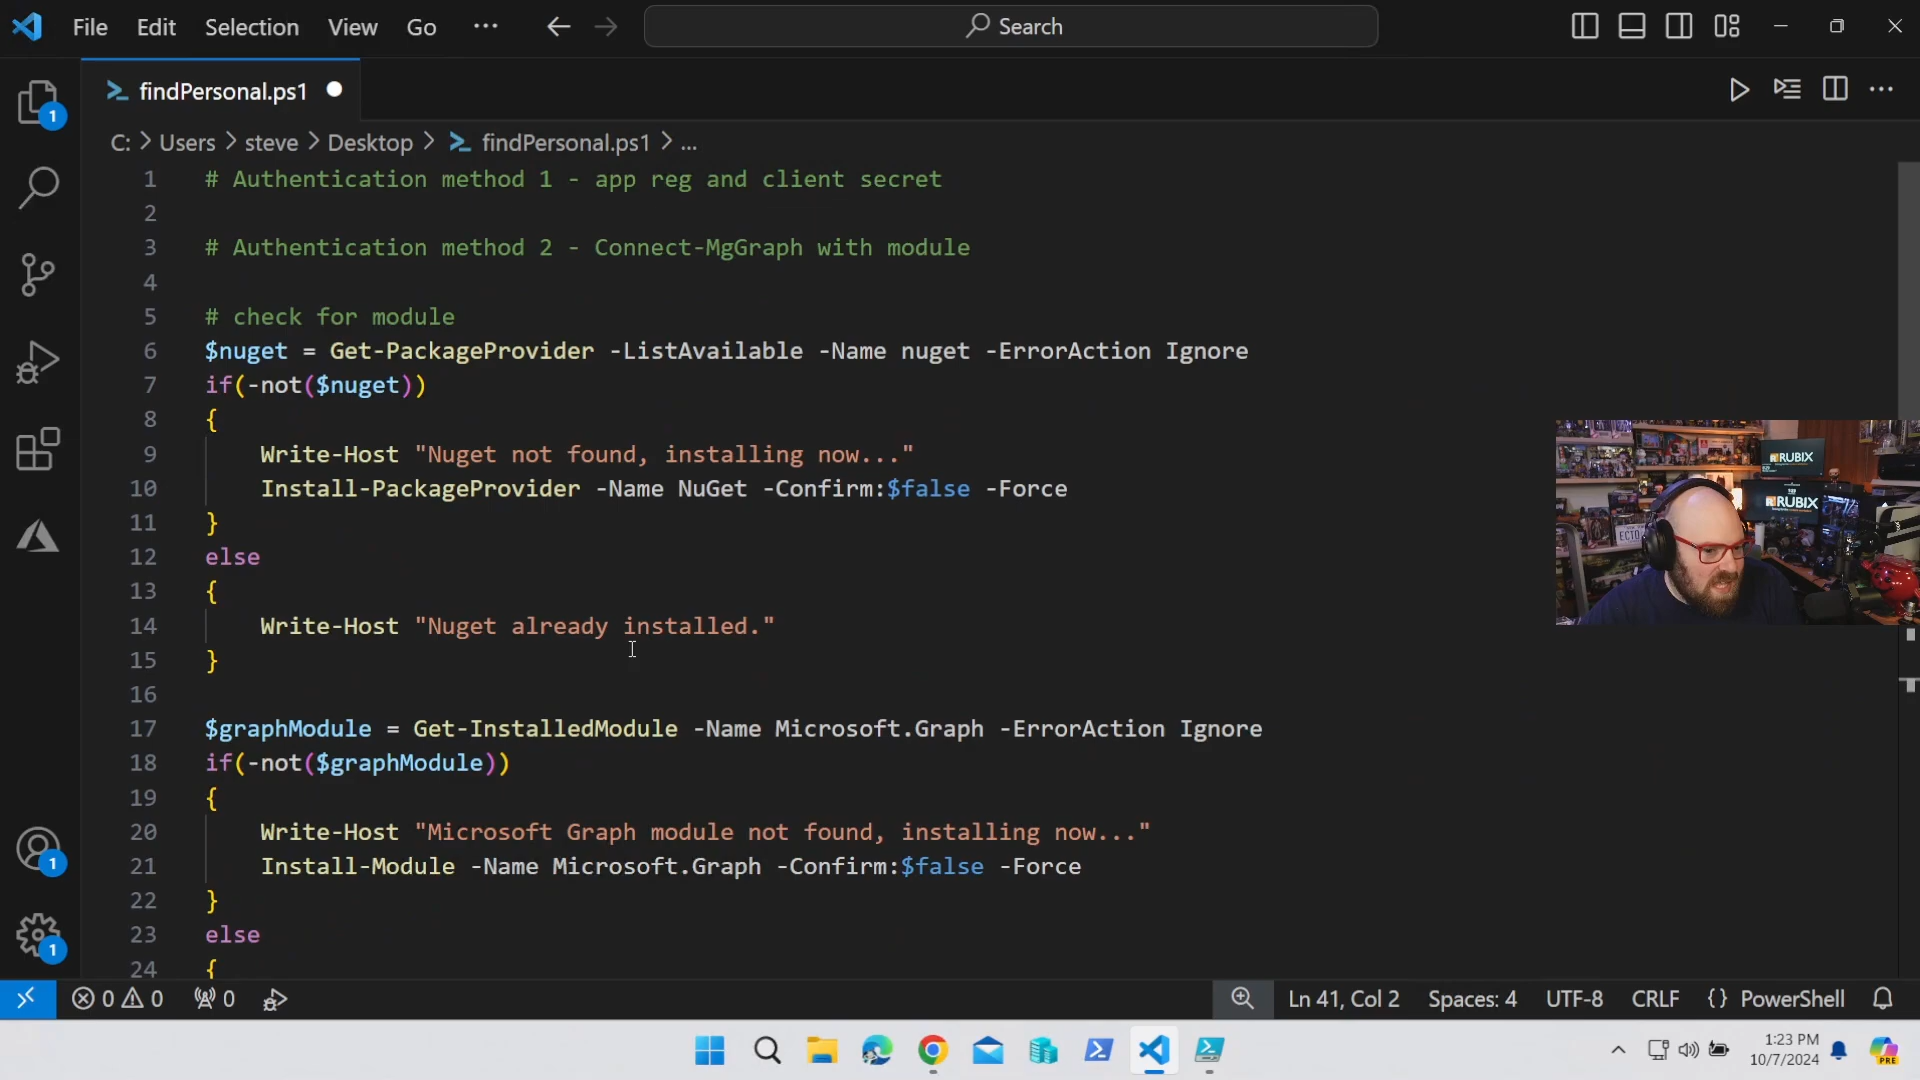 File Edit Selection View Go ... Search
findPersonal.ps1
C: > Users > steve > Desktop > findPersonal.ps1 > ...
1 # Authentication method 1 - app reg and client secret
2
3 # Authentication method 2 - Connect-MgGraph with module
4
5 # check for module
6 $nuget = Get-PackageProvider -ListAvailable -Name nuget -ErrorAction Ignore
7 if(-not($nuget))
8 {
9 Write-Host "Nuget not found, installing now..."
10 Install-PackageProvider -Name NuGet -Confirm:$false -Force
11 }
12 else
13 {
14 Write-Host "Nuget already installed."
15 }
16
17 $graphModule = Get-InstalledModule -Name Microsoft.Graph -ErrorAction Ignore
18 if(-not($graphModule))
19 {
20 Write-Host "Microsoft Graph module not found, installing now..."
21 Install-Module -Name Microsoft.Graph -Confirm:$false -Force
22 }
23 else
24 {
1
1
1
RUBIX
RUBIX
ECTO
0 0 0 Ln 41, Col 2 Spaces: 4 UTF-8 CRLF {} PowerShell
1:23 PM
10/7/2024
PRE